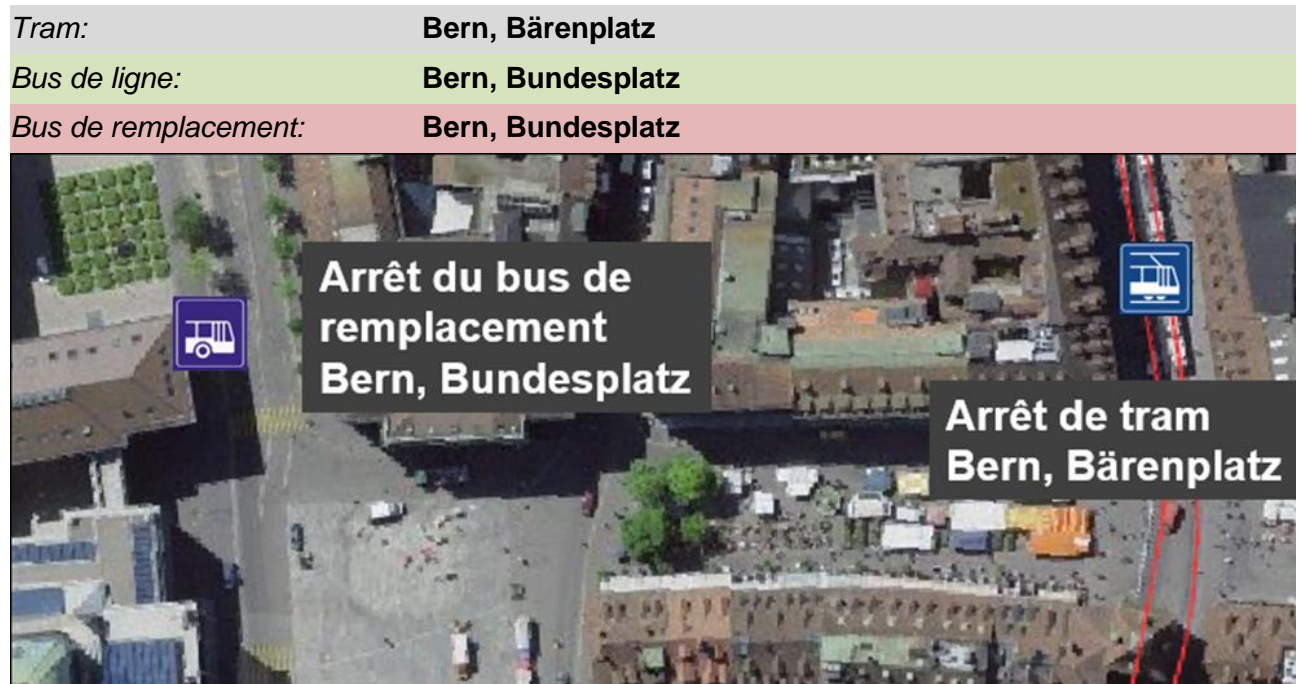 Tram: Bern, Bärenplatz
Bus de ligne: Bern, Bundesplatz
Bus de remplacement: Bern, Bundesplatz
Arrêt du bus de
remplacement
Bern, Bundesplatz
Arrêt de tram
Bern, Bärenplatz